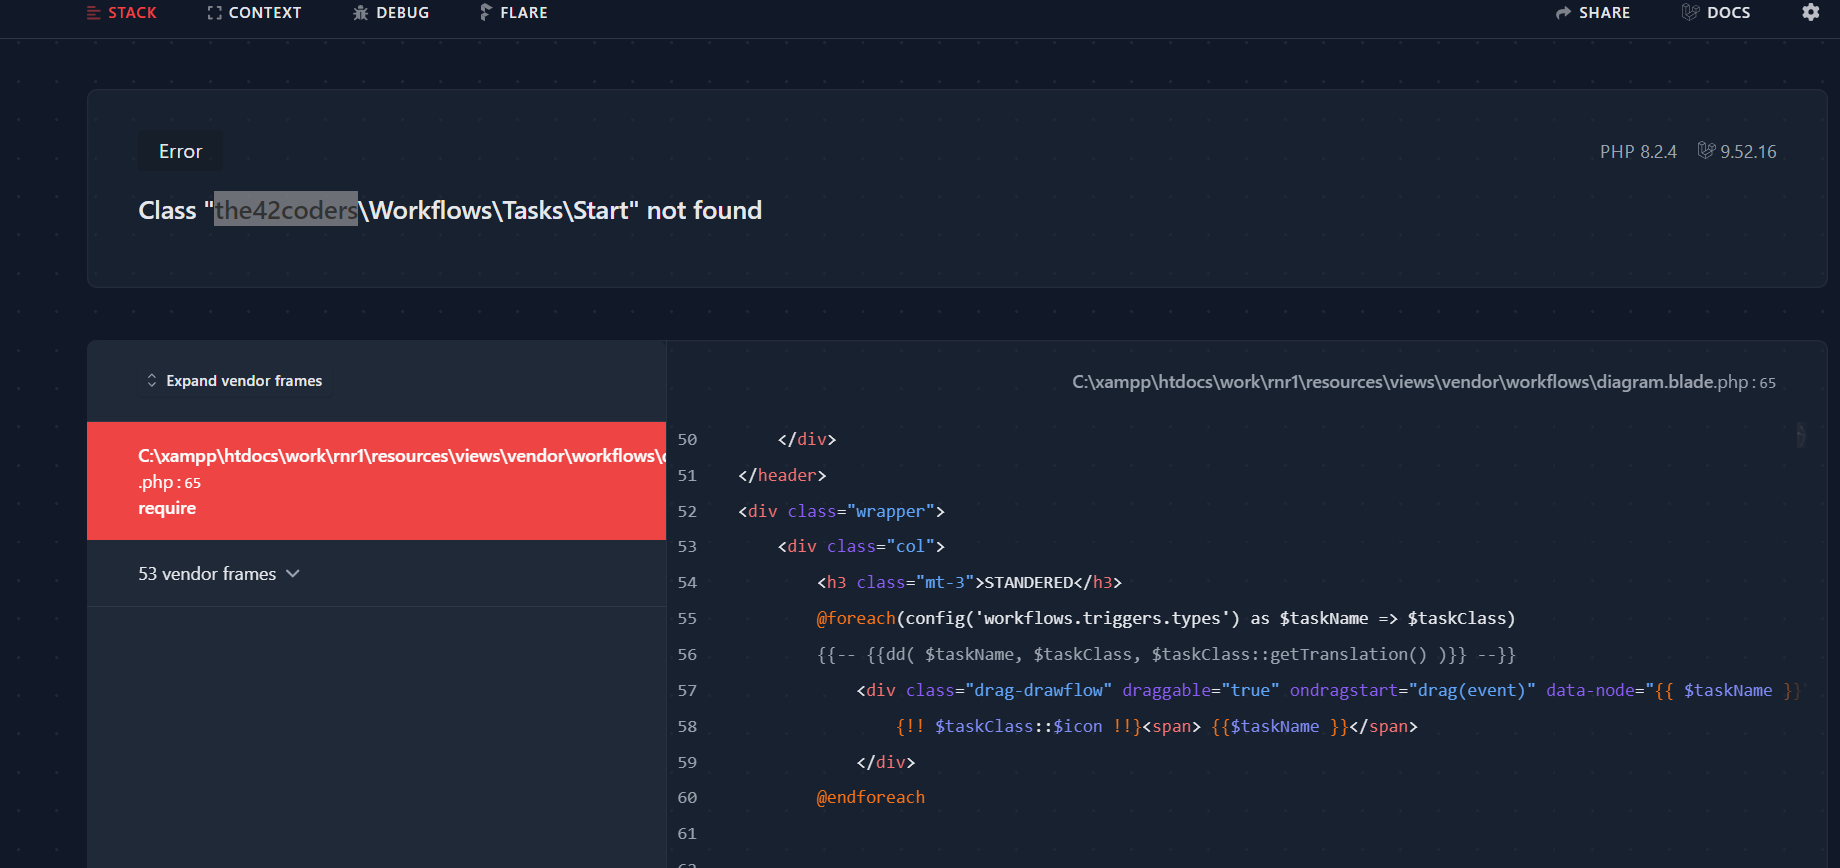 STACK CONTEXT DEBUG FLARE SHARE DOCS
Error
PHP 8.2.4 9.52.16
Class "the42coders\Workflows\Tasks\Start" not found
Expand vendor frames
C:\xampp\htdocs\work\rnr1\resources\views\vendor\workflows\
.php : 65
require
53 vendor frames
C:\xampp\htdocs\work\rnr1\resources\views\vendor\workflows\diagram.blade.php : 65
50 </div>
51 </header>
52 <div class="wrapper">
53 <div class="col">
54 <h3 class="mt-3">STANDERED</h3>
55 @foreach(config('workflows.triggers.types') as $taskName => $taskClass)
56 {{-- {{dd( $taskName, $taskClass, $taskClass::getTranslation() )}} --}}
57 <div class="drag-drawflow" draggable="true" ondragstart="drag(event)" data-node="{{ $taskName }}
58 {!! $taskClass::$icon !!}<span> {{$taskName }}</span>
59 </div>
60 @endforeach
61